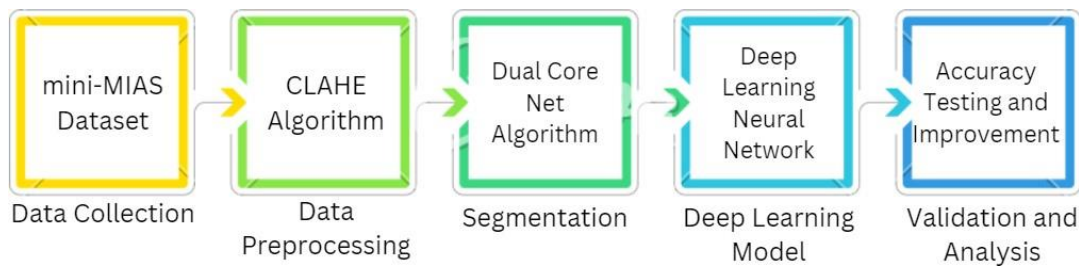 mini-MIAS
Dataset
Data Collection
CLAHE
Algorithm
Data
Preprocessing
Dual Core
Net
Algorithm
Segmentation
Deep
Learning
Neural
Network
Deep Learning
Model
Accuracy
Testing and
Improvement
Validation and
Analysis